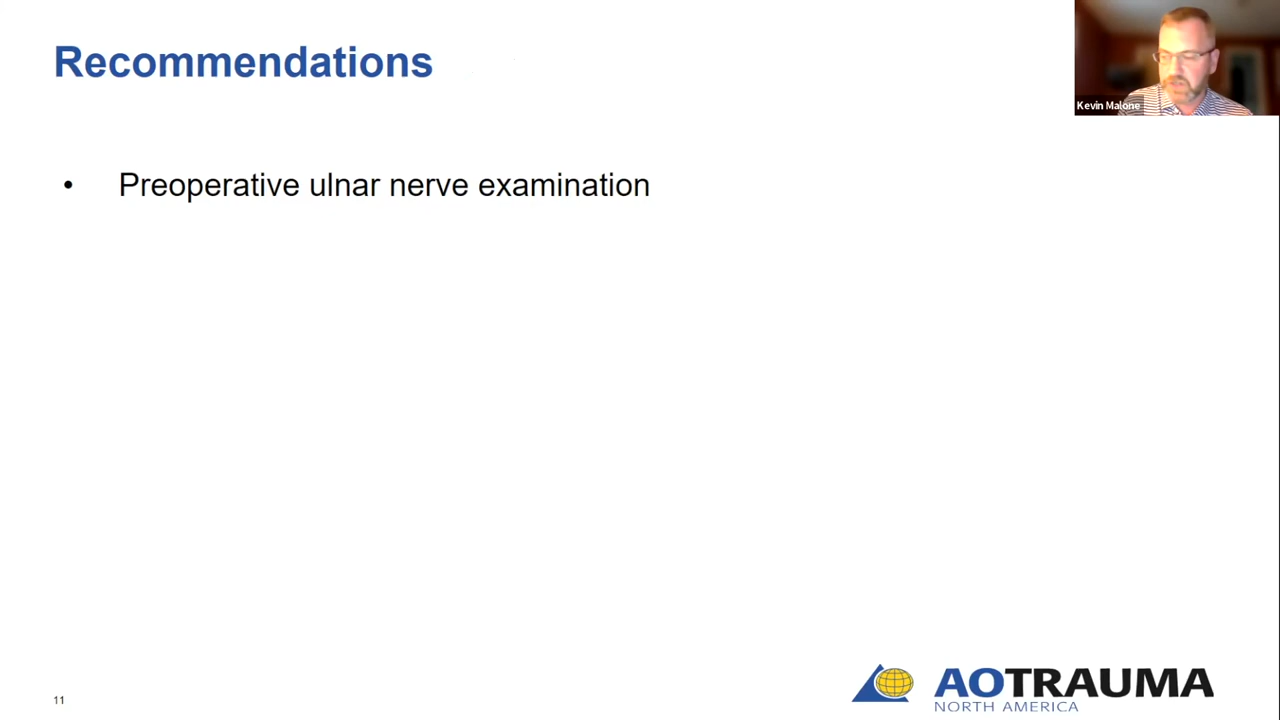 Recommendations
Kevin Malone
• Preoperative ulnar nerve examination
11
AOTRAUMA
NORTH AMERICA